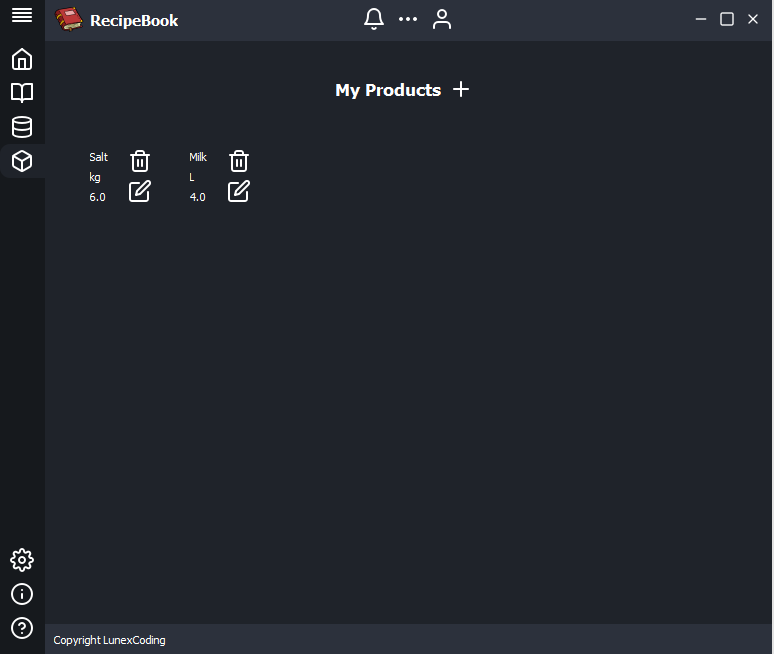 RecipeBook
My Products
Salt
kg
6.0
Milk
L
4.0
Copyright LunexCoding